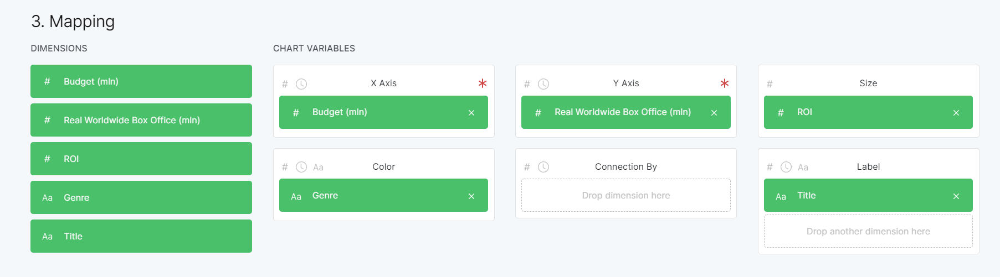 3. Mapping
DIMENSIONS
# Budget (mln)
# Real Worldwide Box Office (mln)
# ROI
Aa Genre
Aa Title
CHART VARIABLES
# X Axis *
# Budget (mln) ×
# Y Axis *
# Real Worldwide Box Office (mln) ×
# Size
# ROI ×
# Aa Color
Aa Genre ×
# Connection By
Drop dimension here
# Aa Label
Aa Title ×
Drop another dimension here